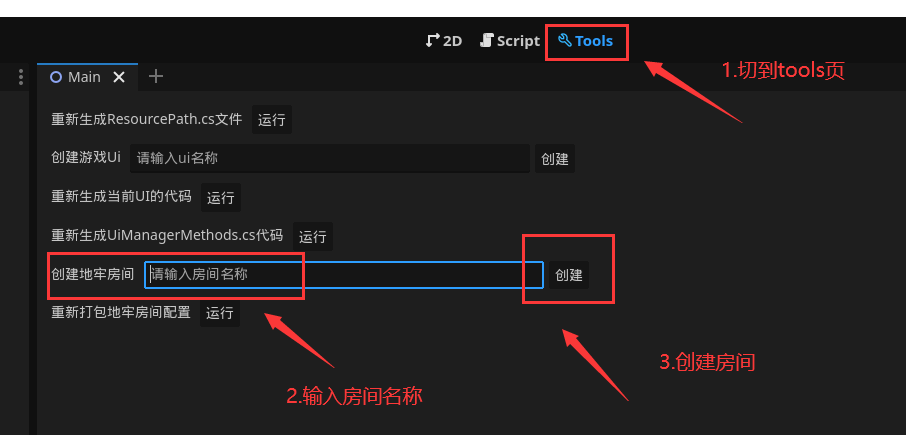 2D Script Tools
1.切到tools页
Main
重新生成ResourcePath.cs文件 运行
创建游戏Ui 请输入ui名称 创建
重新生成当前UI的代码 运行
重新生成UiManagerMethods.cs代码 运行
创建地牢房间 请输入房间名称 创建
重新打包地牢房间配置 运行
3.创建房间
2.输入房间名称